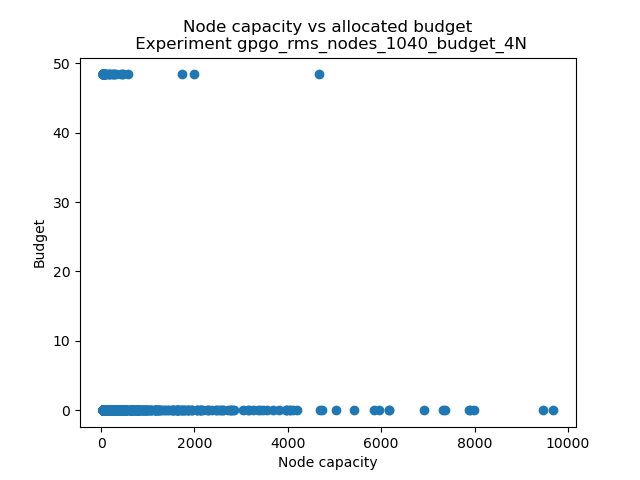 Node capacity vs allocated budget
Experiment gpgo_rms_nodes_1040_budget_4N
50
40
30
20
10
0
Budget
0 2000 4000 6000 8000 10000
Node capacity